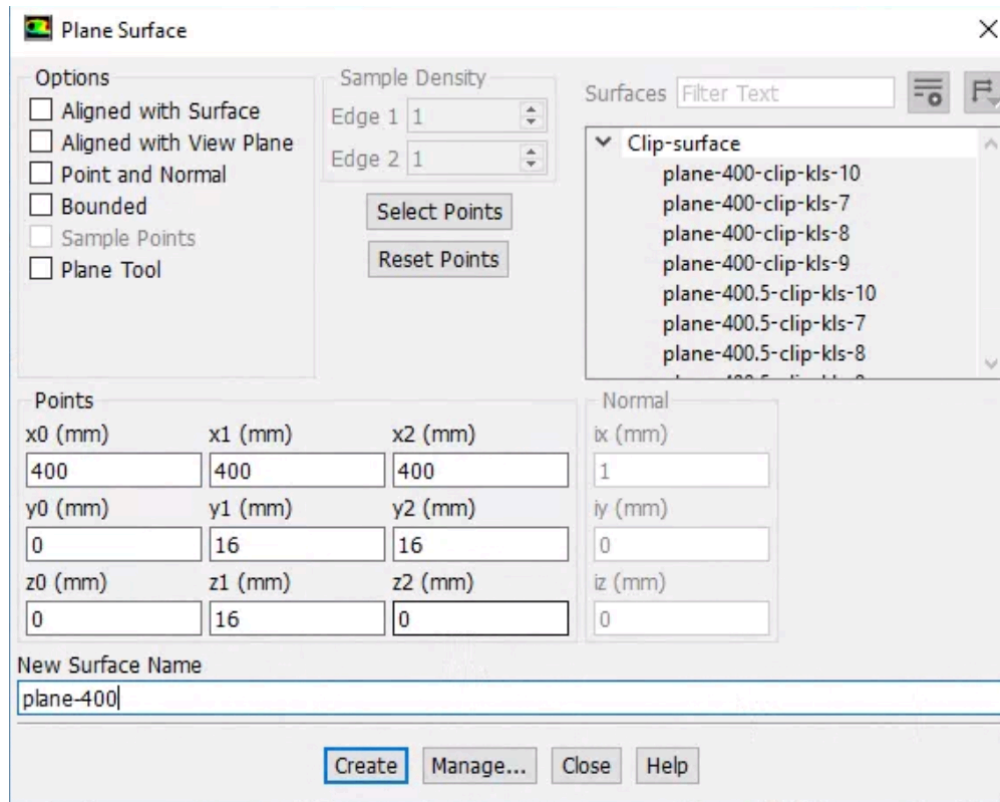 Plane Surface
Options
Aligned with Surface
Aligned with View Plane
Point and Normal
Bounded
Sample Points
Plane Tool
Sample Density
Edge 1 1
Edge 2 1
Select Points
Reset Points
Surfaces Filter Text
Clip-surface
plane-400-clip-kls-10
plane-400-clip-kls-7
plane-400-clip-kls-8
plane-400-clip-kls-9
plane-400.5-clip-kls-10
plane-400.5-clip-kls-7
plane-400.5-clip-kls-8
Points
x0 (mm) x1 (mm) x2 (mm)
400 400 400
y0 (mm) y1 (mm) y2 (mm)
0 16 16
z0 (mm) z1 (mm) z2 (mm)
0 16 0
Normal
ix (mm)
1
iy (mm)
0
iz (mm)
0
New Surface Name
plane-400
Create Manage... Close Help